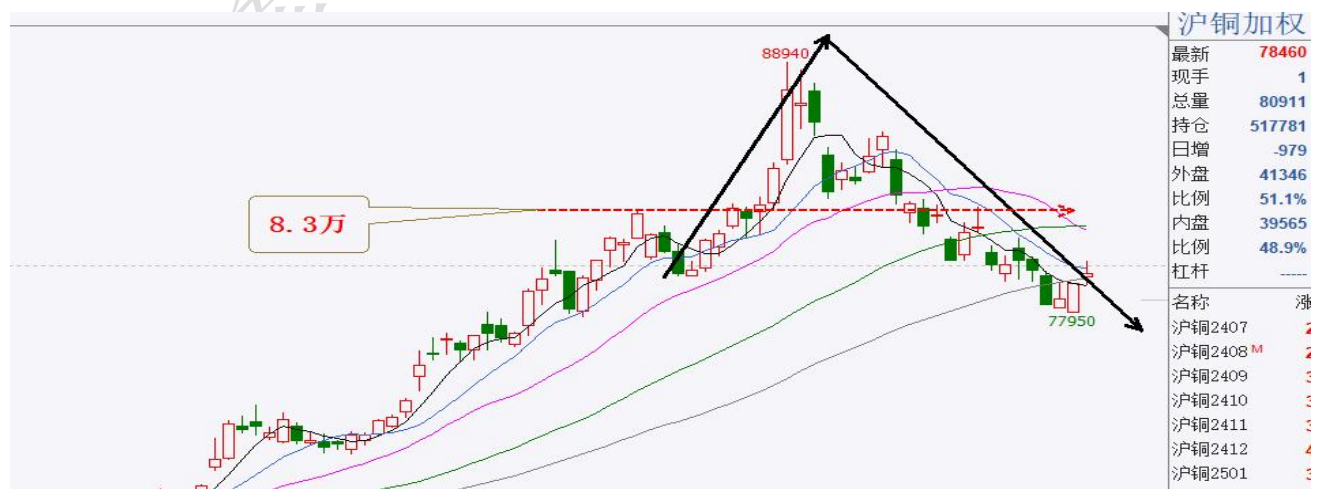 88940
8.3万
77950
沪铜加权
最新 78460
现手 1
总量 80911
持仓 517781
日增 -979
外盘 41346
比例 51.1%
内盘 39565
比例 48.9%
杠杆 -----
名称 涨
沪铜2407
沪铜2408 M
沪铜2409
沪铜2410
沪铜2411
沪铜2412
沪铜2501